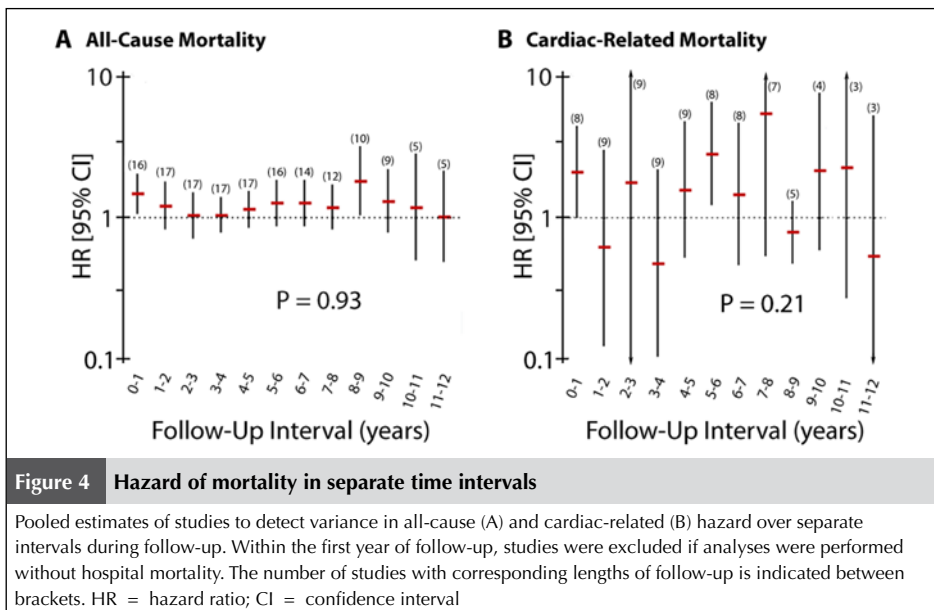 A All-Cause Mortality
10
1
0.1
HR [95% CI]
(16) (17) (17) (17) (17) (16) (14) (12) (10) (9) (5) (5)
P = 0.93
0-1 1-2 2-3 3-4 4-5 5-6 6-7 7-8 8-9 9-10 10-11 11-12
Follow-Up Interval (years)
B Cardiac-Related Mortality
10
1
0.1
HR [95% CI]
(8) (9) (9) (9) (9) (8) (8) (7) (5) (4) (3) (3)
P = 0.21
0-1 1-2 2-3 3-4 4-5 5-6 6-7 7-8 8-9 9-10 10-11 11-12
Follow-Up Interval (years)
Figure 4 Hazard of mortality in separate time intervals
Pooled estimates of studies to detect variance in all-cause (A) and cardiac-related (B) hazard over separate
intervals during follow-up. Within the first year of follow-up, studies were excluded if analyses were performed
without hospital mortality. The number of studies with corresponding lengths of follow-up is indicated between
brackets. HR = hazard ratio; CI = confidence interval